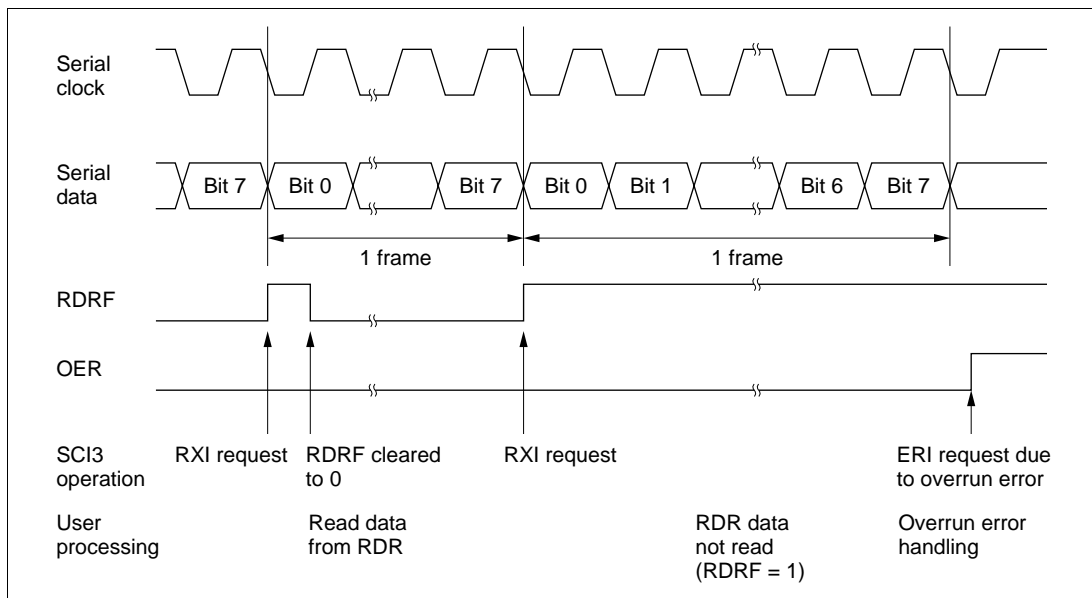 Serial
clock
Serial
data
Bit 7
Bit 0
Bit 7
Bit 0
Bit 1
Bit 6
Bit 7
1 frame
1 frame
RDRF
OER
SCI3
operation
RXI request
RDRF cleared
to 0
RXI request
ERI request due
to overrun error
User
processing
Read data
from RDR
RDR data
not read
(RDRF = 1)
Overrun error
handling